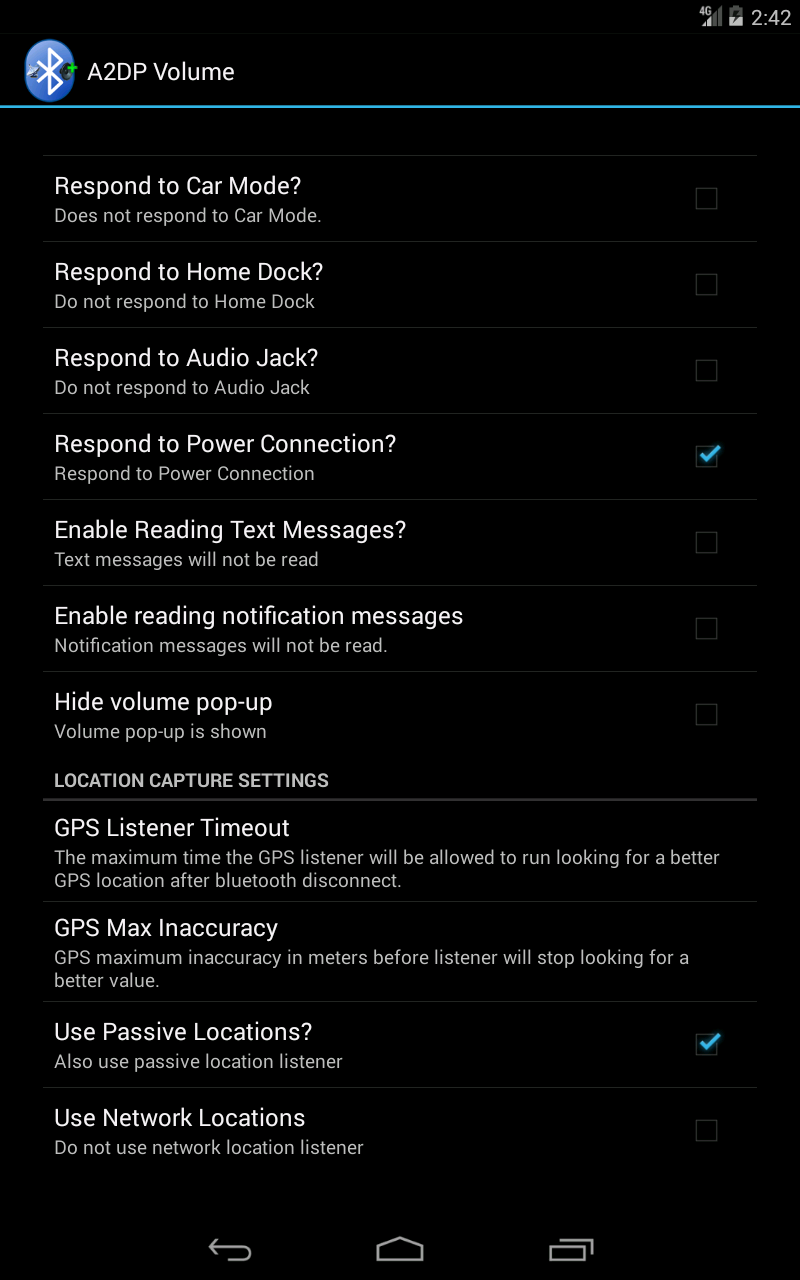 4G 2:42
A2DP Volume
Respond to Car Mode?
Does not respond to Car Mode.
Respond to Home Dock?
Do not respond to Home Dock
Respond to Audio Jack?
Do not respond to Audio Jack
Respond to Power Connection?
Respond to Power Connection
Enable Reading Text Messages?
Text messages will not be read
Enable reading notification messages
Notification messages will not be read.
Hide volume pop-up
Volume pop-up is shown
LOCATION CAPTURE SETTINGS
GPS Listener Timeout
The maximum time the GPS listener will be allowed to run looking for a better
GPS location after bluetooth disconnect.
GPS Max Inaccuracy
GPS maximum inaccuracy in meters before listener will stop looking for a
better value.
Use Passive Locations?
Also use passive location listener
Use Network Locations
Do not use network location listener